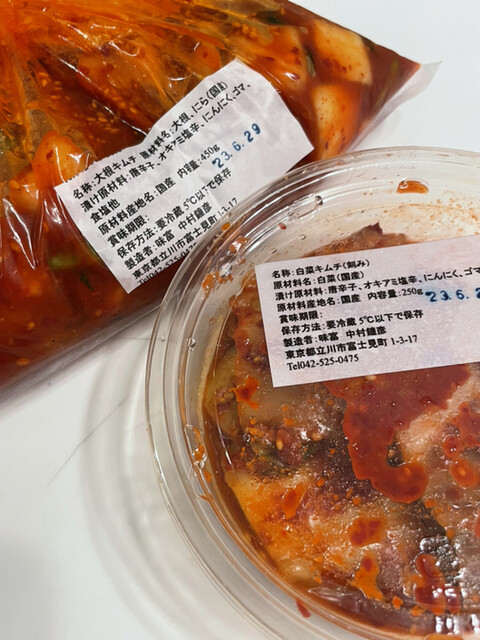 名称:大根キムチ 原材料名:大根、にら(国産)
漬け原材料:唐辛子、オキアミ塩辛、にんにく、ゴマ、
食塩他
原材料産地名:国産 内容量:450g
賞味期限: 23.6.29
保存方法:要冷蔵 5℃以下で保存
製造者:味富 中村鐘彦
東京都立川市富士見町 1-3-17
Tel042-525-0475
名称:白菜キムチ(刻み)
原材料名:白菜(国産)
漬け原材料:唐辛子、オキアミ塩辛、にんにく、ゴマ
原材料産地名:国産 内容量:250g
賞味期限: 23.6.2
保存方法:要冷蔵 5℃以下で保存
製造者:味富 中村鐘彦
東京都立川市富士見町 1-3-17
Tel042-525-0475